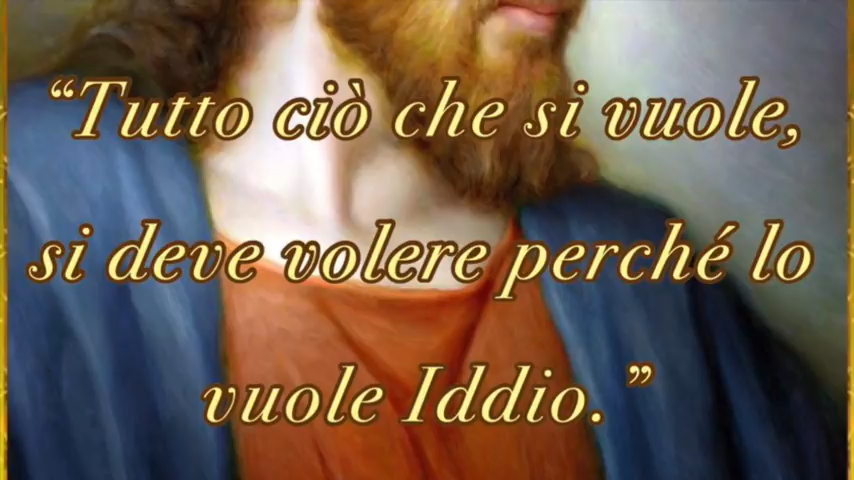 “Tutto ciò che si vuole,
si deve volere perché lo
vuole Iddio. ”